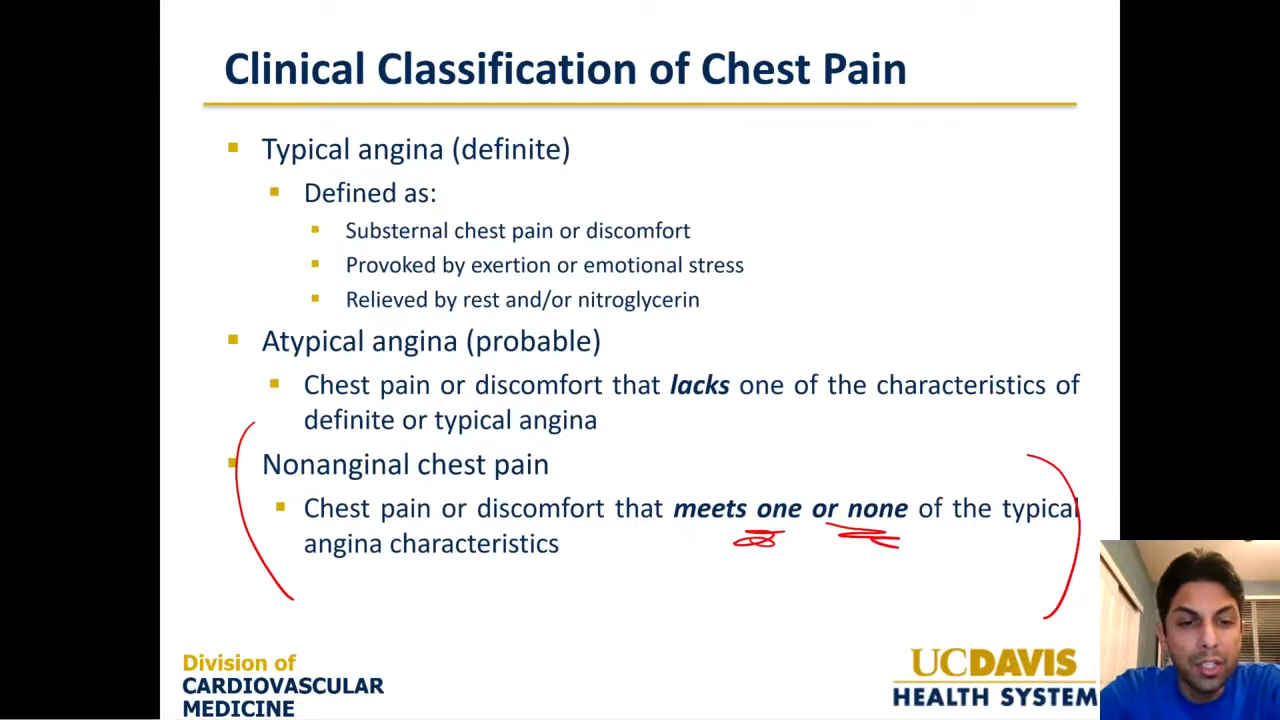 Clinical Classification of Chest Pain
Typical angina (definite)
Defined as:
Substernal chest pain or discomfort
Provoked by exertion or emotional stress
Relieved by rest and/or nitroglycerin
Atypical angina (probable)
Chest pain or discomfort that lacks one of the characteristics of
definite or typical angina
Nonanginal chest pain
Chest pain or discomfort that meets one or none of the typical
angina characteristics
Division of
CARDIOVASCULAR
MEDICINE
UCDAVIS
HEALTH SYSTEM